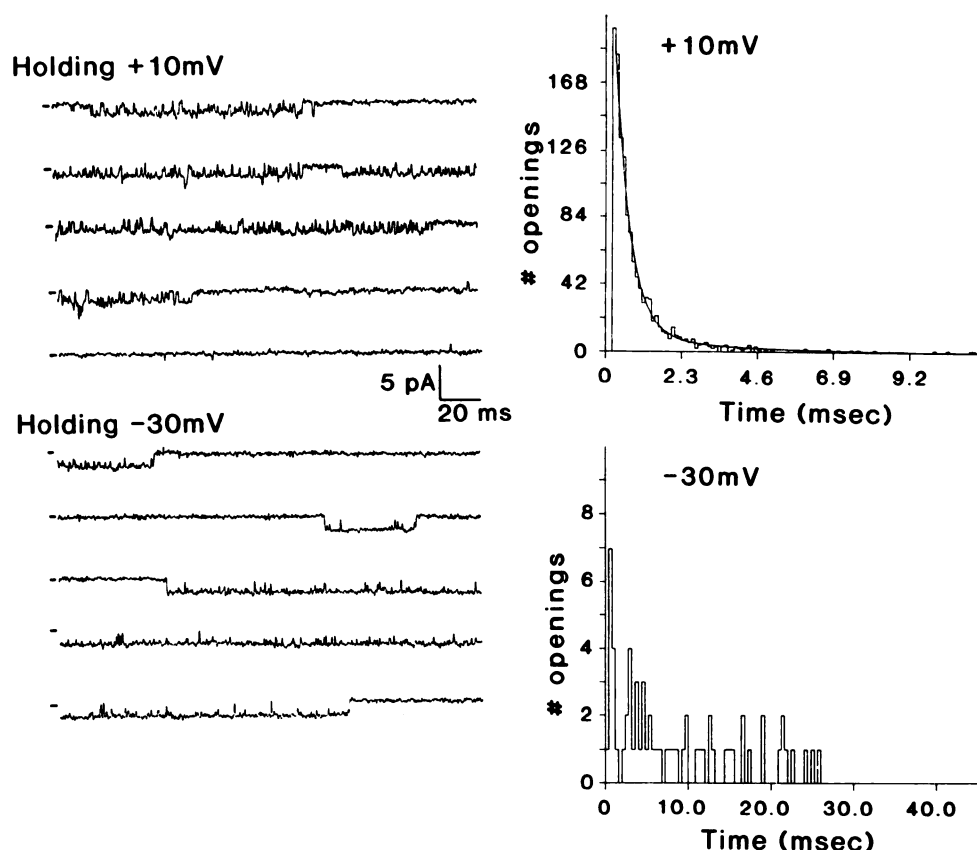 Holding +10mV
5 pA
20 ms
Holding -30mV
+10mV
# openings
168
126
84
42
0
0 2.3 4.6 6.9 9.2
Time (msec)
-30mV
# openings
8
6
4
2
0
0 10.0 20.0 30.0 40.0
Time (msec)